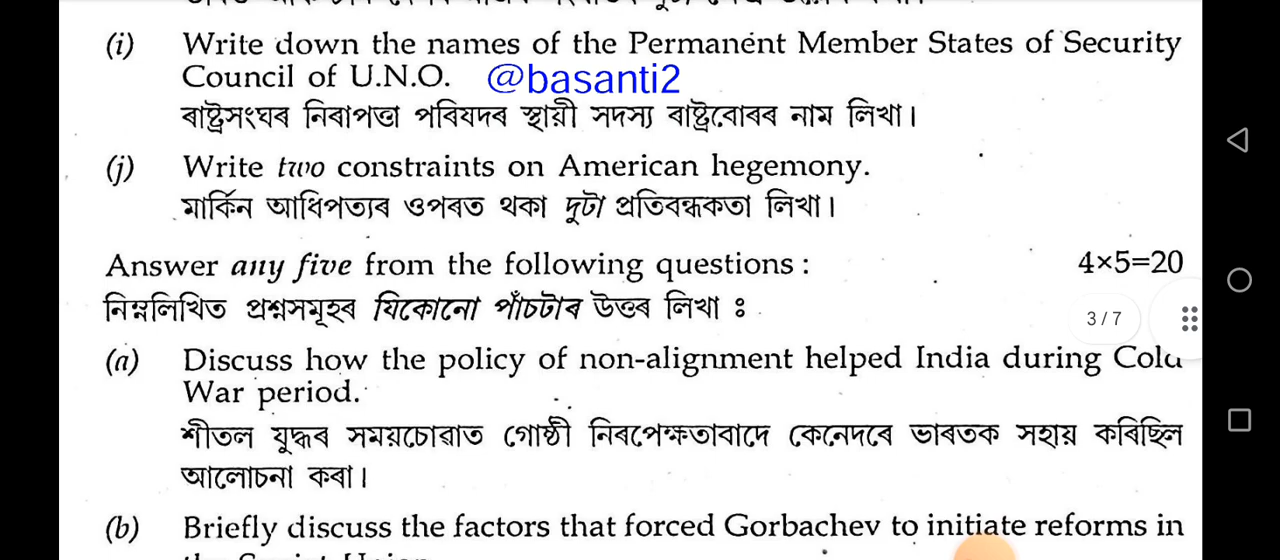 (i) Write down the names of the Permanent Member States of Security
Council of U.N.O. @basanti2
ৰাষ্ট্ৰসংঘৰ নিৰাপত্তা পৰিষদৰ স্থায়ী সদস্য ৰাষ্ট্ৰবোৰৰ নাম লিখা।
(j) Write two constraints on American hegemony.
মাৰ্কিন আধিপত্যৰ ওপৰত থকা দুটা প্ৰতিবন্ধকতা লিখা।
Answer any five from the following questions : 4×5=20
নিম্নলিখিত প্ৰশ্নসমূহৰ যিকোনো পাঁচটাৰ উত্তৰ লিখা ঃ
3 / 7
(a) Discuss how the policy of non-alignment helped India during Cold
War period.
শীতল যুদ্ধৰ সময়চোৱাত গোষ্ঠী নিৰপেক্ষতাবাদে কেনেদৰে ভাৰতক সহায় কৰিছিল
আলোচনা কৰা।
(b) Briefly discuss the factors that forced Gorbachev to initiate reforms in